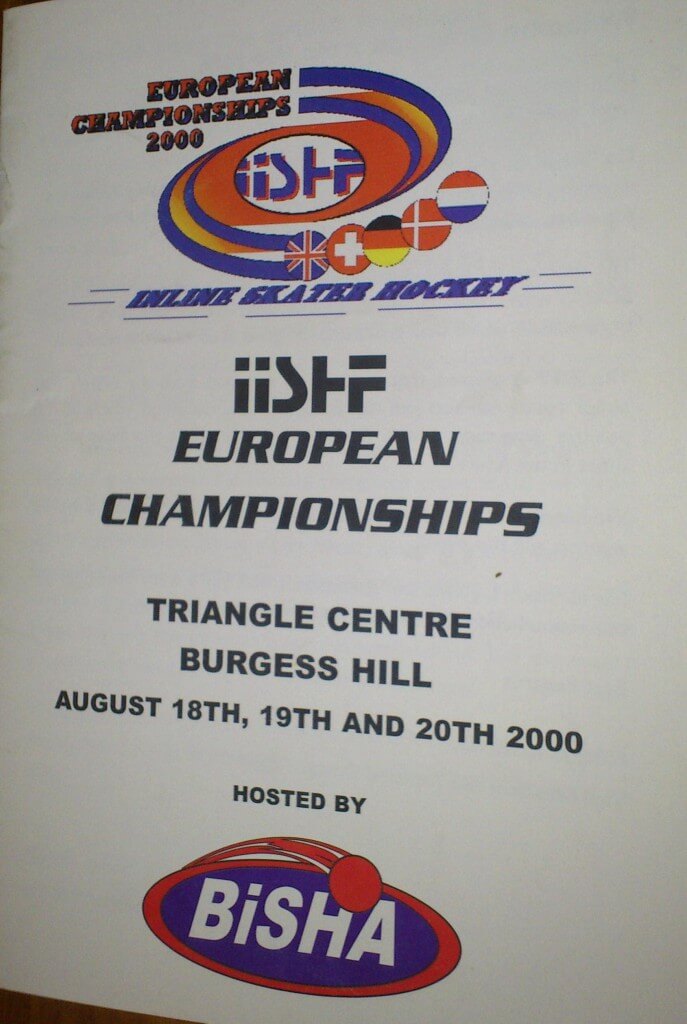 EUROPEAN
CHAMPIONSHIPS
2000
iiSHF
INLINE SKATER HOCKEY
iiSHF
EUROPEAN
CHAMPIONSHIPS
TRIANGLE CENTRE
BURGESS HILL
AUGUST 18TH, 19TH AND 20TH 2000
HOSTED BY
BiSHA